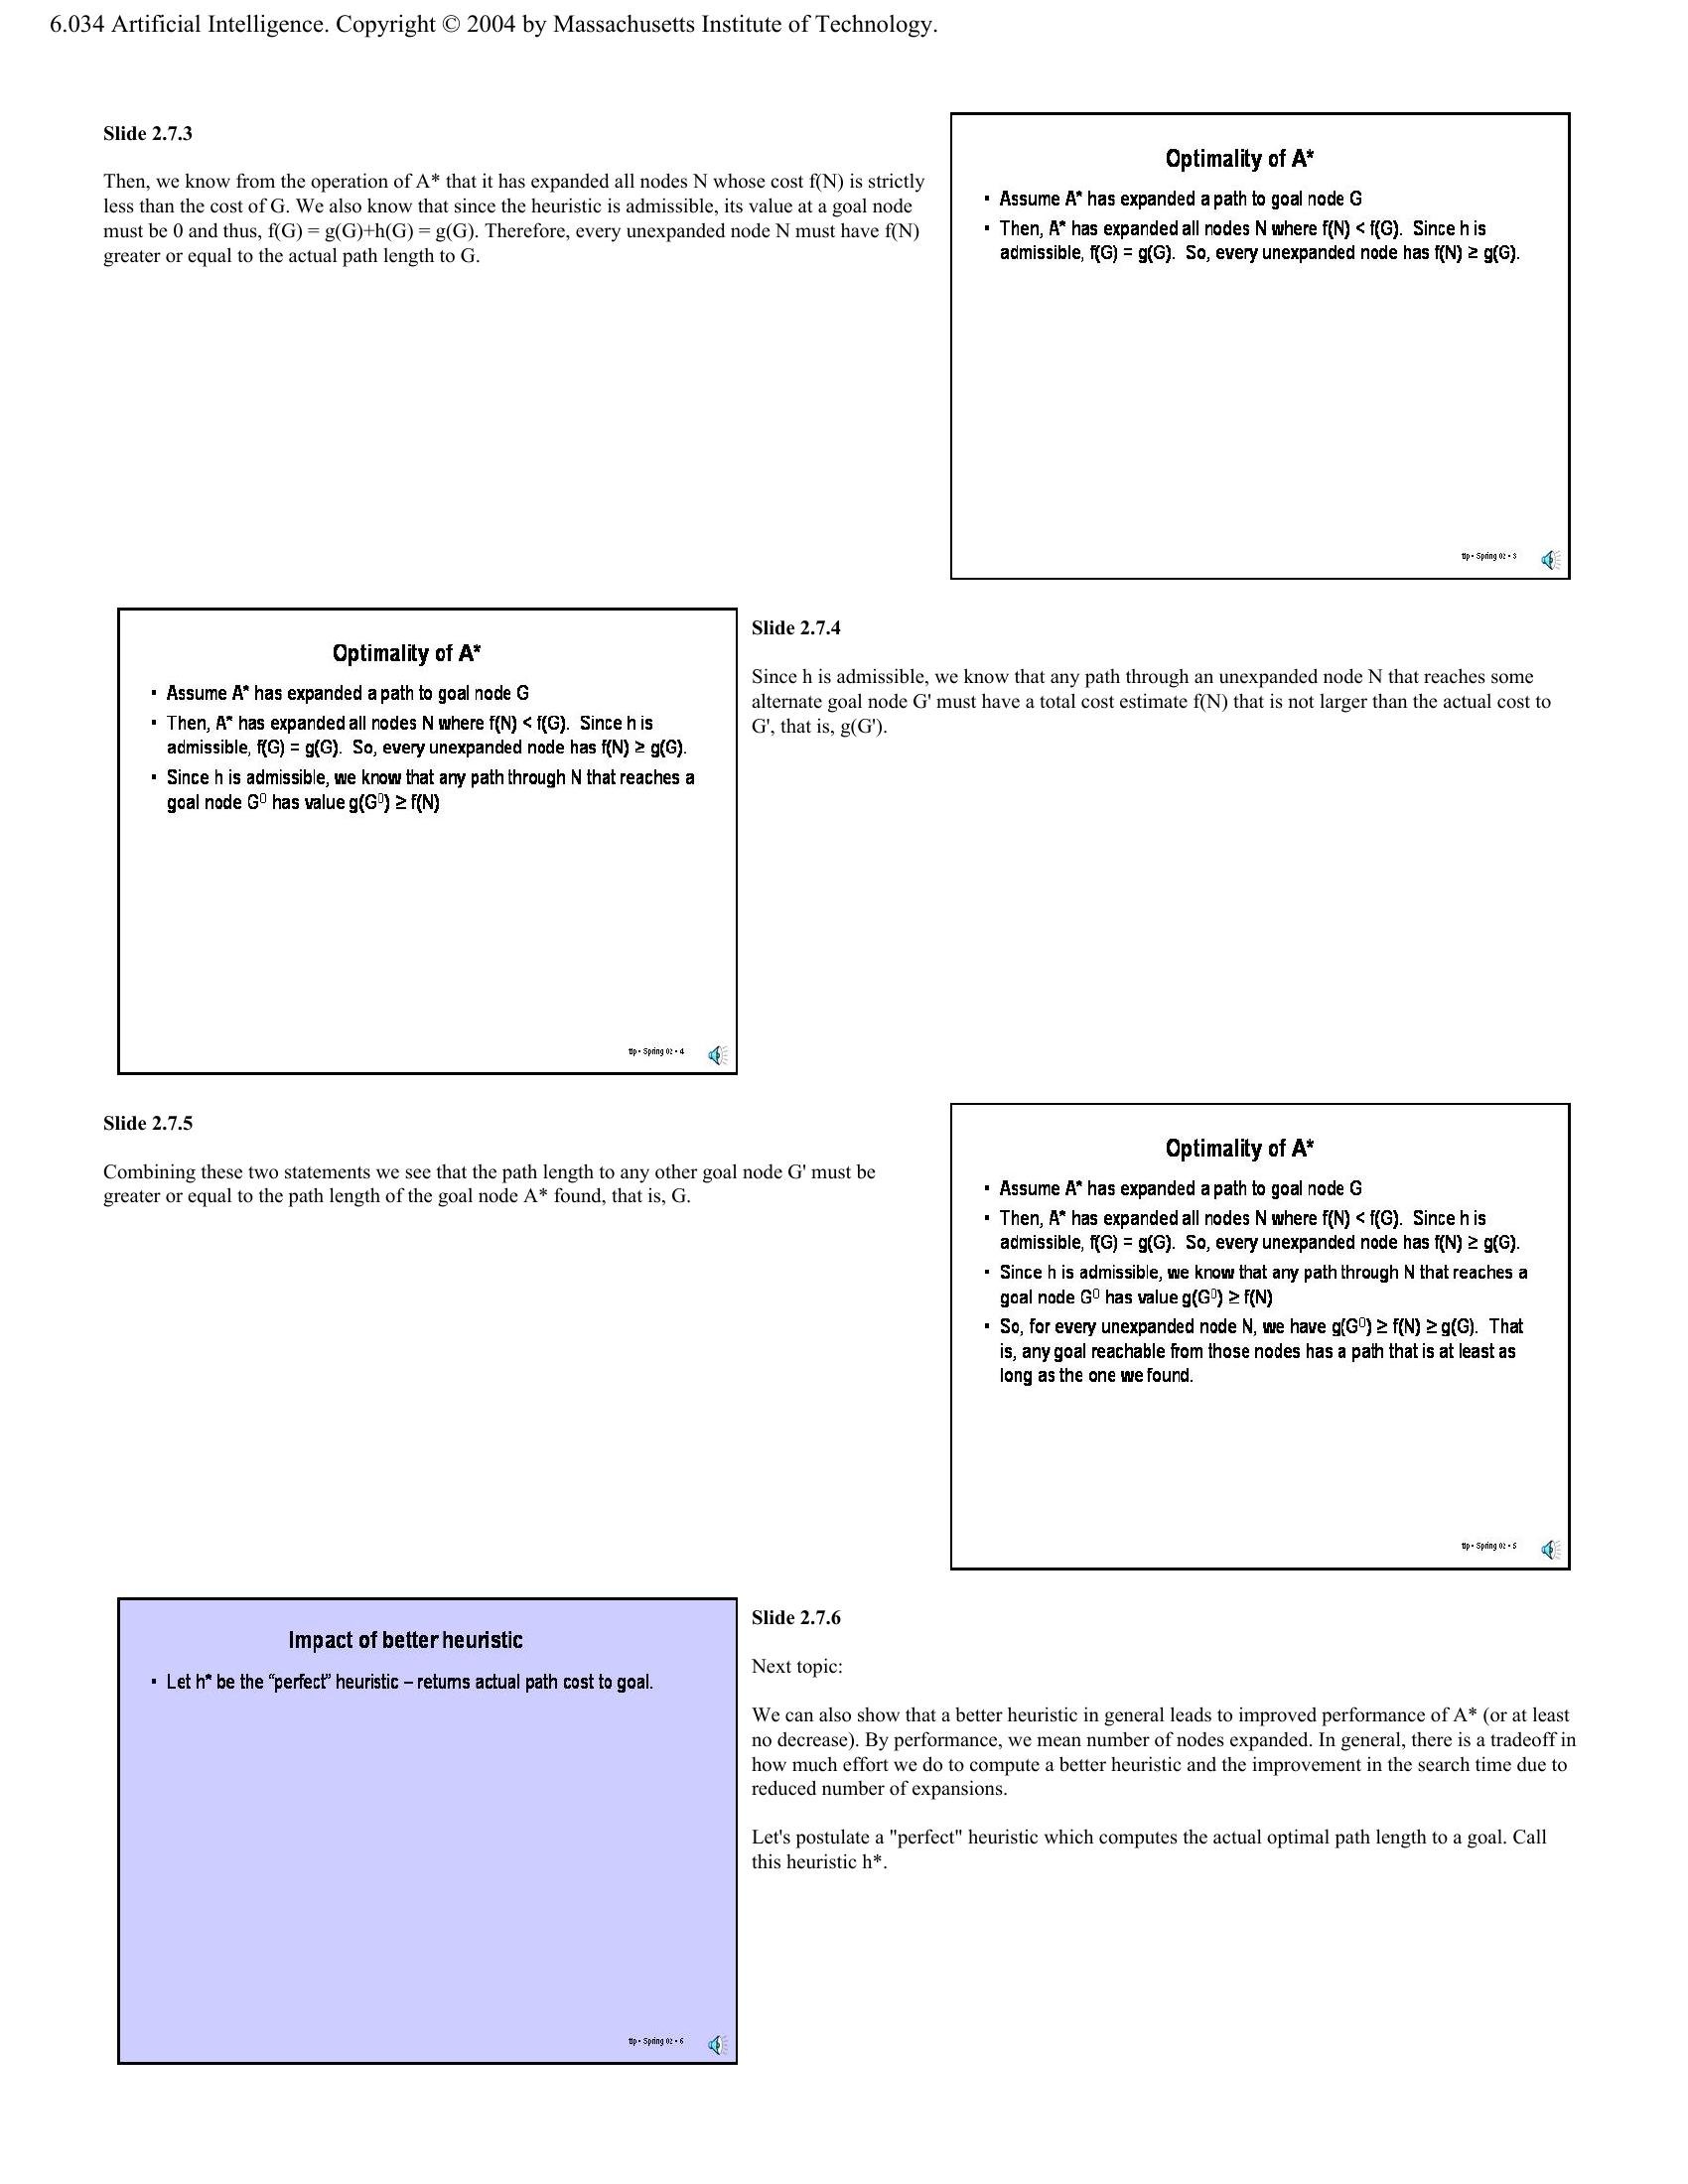 6.034 Artificial Intelligence. Copyright © 2004 by Massachusetts Institute of Technology.
Slide 2.7.3
Then, we know from the operation of A* that it has expanded all nodes N whose cost f(N) is strictly
less than the cost of G. We also know that since the heuristic is admissible, its value at a goal node
must be 0 and thus, f(G) = g(G)+h(G) = g(G). Therefore, every unexpanded node N must have f(N)
greater or equal to the actual path length to G.
Optimality of A*
▪ Assume A* has expanded a path to goal node G
▪ Then, A* has expanded all nodes N where f(N) < f(G). Since h is
admissible, f(G) = g(G). So, every unexpanded node has f(N) ≥ g(G).
tlp • Spring 02 • 3
Optimality of A*
▪ Assume A* has expanded a path to goal node G
▪ Then, A* has expanded all nodes N where f(N) < f(G). Since h is
admissible, f(G) = g(G). So, every unexpanded node has f(N) ≥ g(G).
▪ Since h is admissible, we know that any path through N that reaches a
goal node G⁰ has value g(G⁰) ≥ f(N)
tlp • Spring 02 • 4
Slide 2.7.4
Since h is admissible, we know that any path through an unexpanded node N that reaches some
alternate goal node G' must have a total cost estimate f(N) that is not larger than the actual cost to
G', that is, g(G').
Slide 2.7.5
Combining these two statements we see that the path length to any other goal node G' must be
greater or equal to the path length of the goal node A* found, that is, G.
Optimality of A*
▪ Assume A* has expanded a path to goal node G
▪ Then, A* has expanded all nodes N where f(N) < f(G). Since h is
admissible, f(G) = g(G). So, every unexpanded node has f(N) ≥ g(G).
▪ Since h is admissible, we know that any path through N that reaches a
goal node G⁰ has value g(G⁰) ≥ f(N)
▪ So, for every unexpanded node N, we have g(G⁰) ≥ f(N) ≥ g(G). That
is, any goal reachable from those nodes has a path that is at least as
long as the one we found.
tlp • Spring 02 • 5
Impact of better heuristic
▪ Let h* be the “perfect” heuristic – returns actual path cost to goal.
tlp • Spring 02 • 6
Slide 2.7.6
Next topic:
We can also show that a better heuristic in general leads to improved performance of A* (or at least
no decrease). By performance, we mean number of nodes expanded. In general, there is a tradeoff in
how much effort we do to compute a better heuristic and the improvement in the search time due to
reduced number of expansions.
Let's postulate a "perfect" heuristic which computes the actual optimal path length to a goal. Call
this heuristic h*.